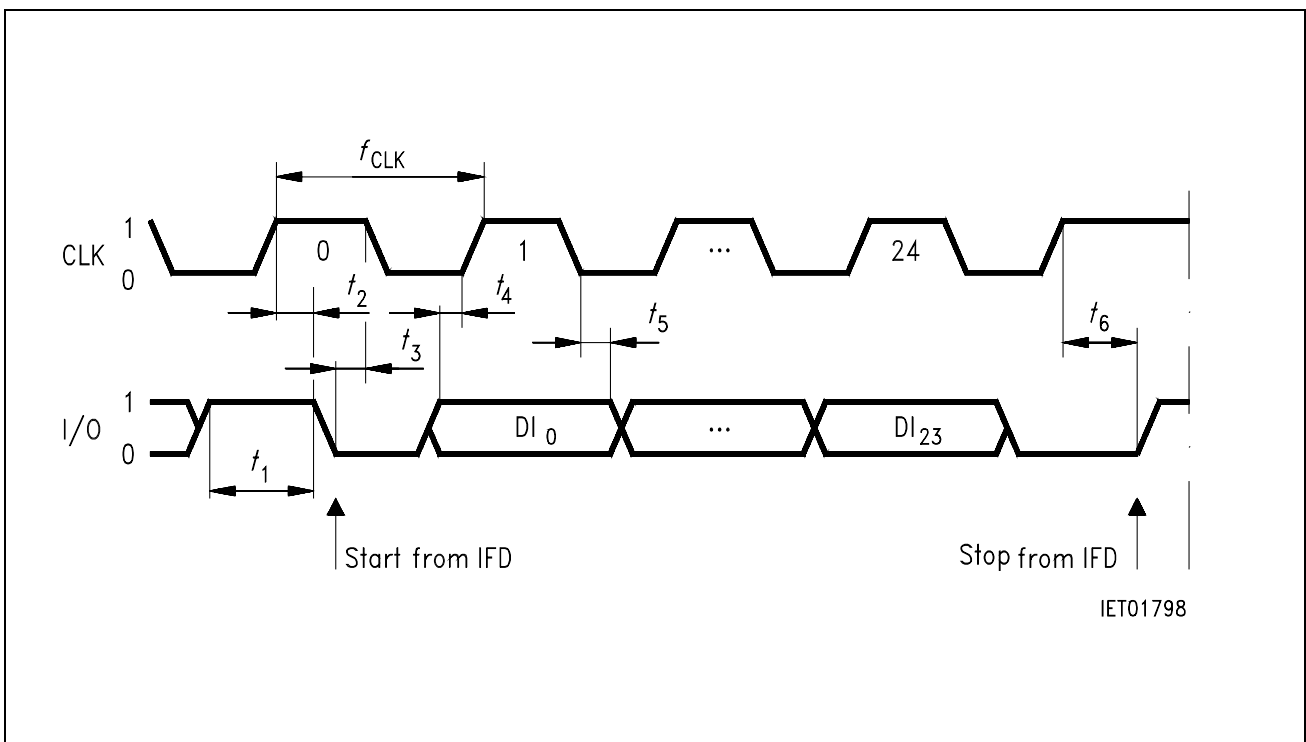 fCLK
1
CLK
0
0
1
...
24
t2
t4
t3
t5
t6
1
I/O
0
DI0
...
DI23
t1
Start from IFD
Stop from IFD
IET01798